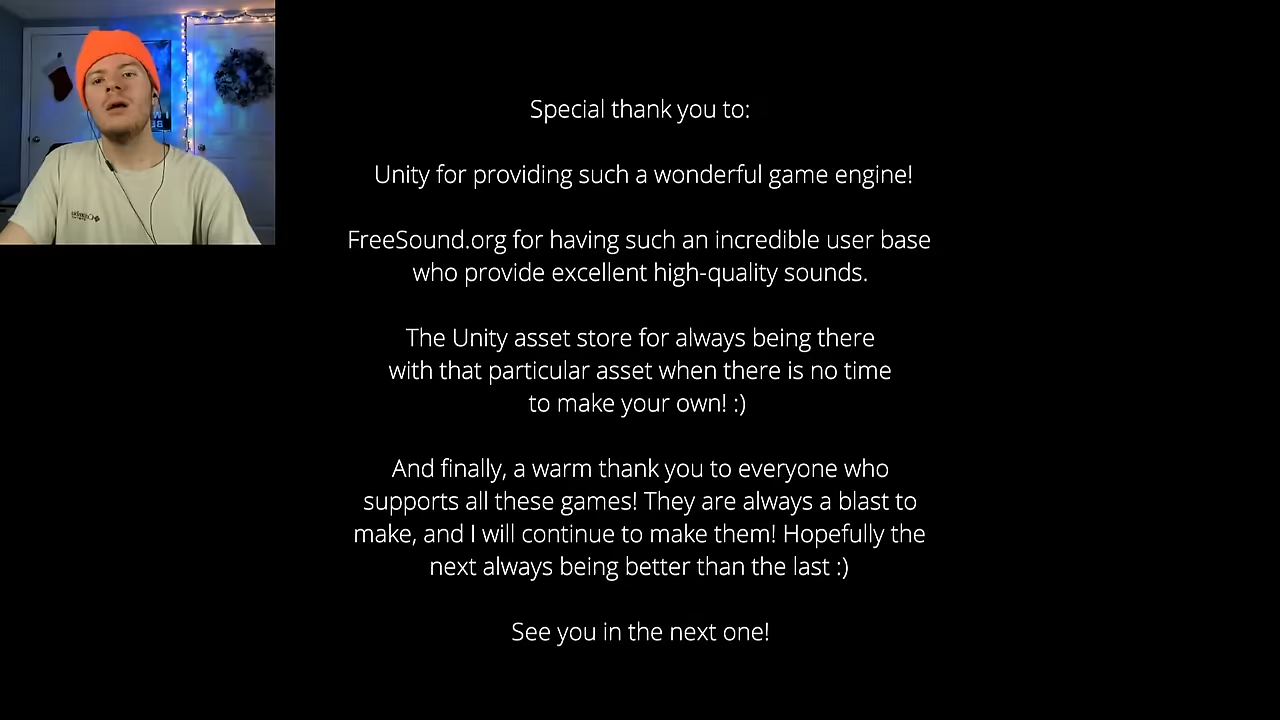 Special thank you to:
Unity for providing such a wonderful game engine!
FreeSound.org for having such an incredible user base
who provide excellent high-quality sounds.
The Unity asset store for always being there
with that particular asset when there is no time
to make your own! :)
And finally, a warm thank you to everyone who
supports all these games! They are always a blast to
make, and I will continue to make them! Hopefully the
next always being better than the last :)
See you in the next one!